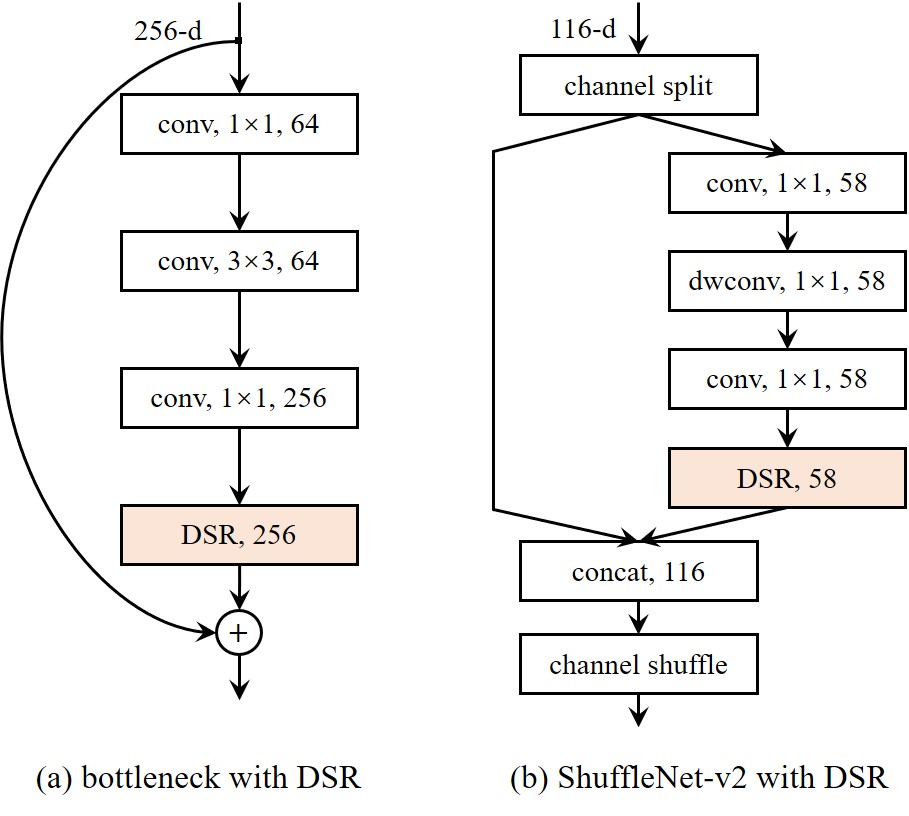 256-d
conv, 1×1, 64
conv, 3×3, 64
conv, 1×1, 256
DSR, 256
+
(a) bottleneck with DSR
116-d
channel split
conv, 1×1, 58
dwconv, 1×1, 58
conv, 1×1, 58
DSR, 58
concat, 116
channel shuffle
(b) ShuffleNet-v2 with DSR